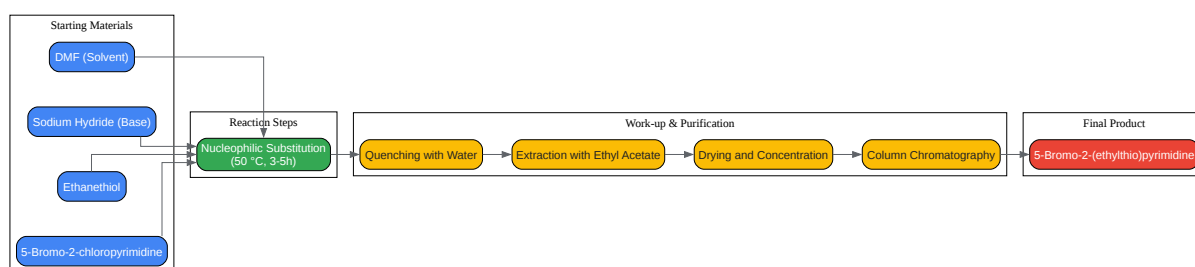 Starting Materials
DMF (Solvent)
Sodium Hydride (Base)
Ethanethiol
5-Bromo-2-chloropyrimidine
Reaction Steps
Nucleophilic Substitution
(50 °C, 3-5h)
Work-up & Purification
Quenching with Water
Extraction with Ethyl Acetate
Drying and Concentration
Column Chromatography
Final Product
5-Bromo-2-(ethylthio)pyrimidine